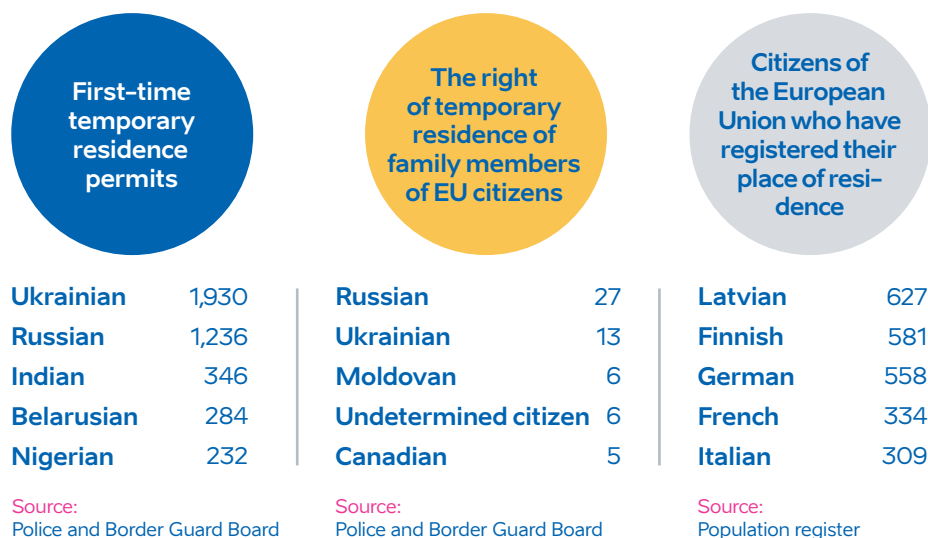 First-time
temporary
residence
permits
Ukrainian 1,930
Russian 1,236
Indian 346
Belarusian 284
Nigerian 232
Source:
Police and Border Guard Board
The right
of temporary
residence of
family members
of EU citizens
Russian 27
Ukrainian 13
Moldovan 6
Undetermined citizen 6
Canadian 5
Source:
Police and Border Guard Board
Citizens of
the European
Union who have
registered their
place of resi-
dence
Latvian 627
Finnish 581
German 558
French 334
Italian 309
Source:
Population register